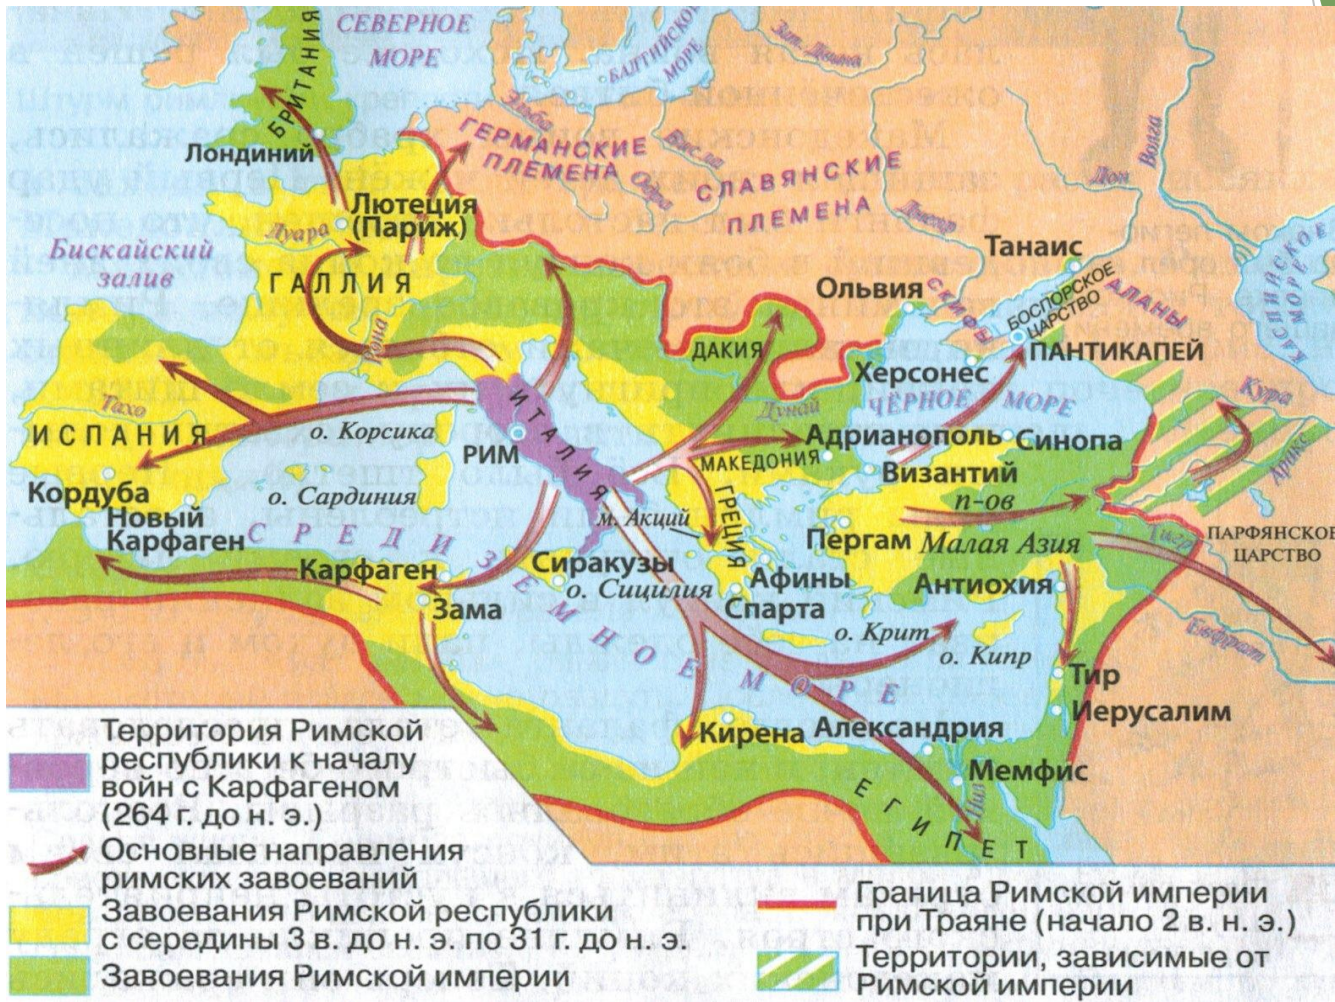 СЕВЕРНОЕ
МОРЕ
БАЛТИЙСКОЕ
МОРЕ
Зап. Двина
Волга
Дон
БРИТАНИЯ
Лондиний
Эльба
ГЕРМАНСКИЕ
ПЛЕМЕНА
Одра
Висла
СЛАВЯНСКИЕ
ПЛЕМЕНА
Днепр
Лютеция
(Париж)
Луара
Бискайский
залив
ГАЛЛИЯ
Рона
Танаис
Ольвия
СКИФЫ
БОСПОРСКОЕ
ЦАРСТВО
АЛАНЫ
КАСПИЙСКОЕ
МОРЕ
ПАНТИКАПЕЙ
ДАКИЯ
Херсонес
ЧЁРНОЕ МОРЕ
Дунай
Кура
Аракс
Тахо
ИСПАНИЯ
о. Корсика
ИТАЛИЯ
РИМ
Адрианополь
Синопа
МАКЕДОНИЯ
Византий
п-ов
Малая Азия
Кордуба
Новый
Карфаген
о. Сардиния
м. Акций
ГРЕЦИЯ
Пергам
Тигр
ПАРФЯНСКОЕ
ЦАРСТВО
СРЕДИЗЕМНОЕ МОРЕ
Карфаген
Сиракузы
о. Сицилия
Афины
Антиохия
Зама
Спарта
о. Крит
о. Кипр
Евфрат
Тир
Иерусалим
Кирена
Александрия
Мемфис
Нил
ЕГИПЕТ
Территория Римской
республики к началу
войн с Карфагеном
(264 г. до н. э.)
Основные направления
римских завоеваний
Завоевания Римской республики
с середины 3 в. до н. э. по 31 г. до н. э.
Завоевания Римской империи
Граница Римской империи
при Траяне (начало 2 в. н. э.)
Территории, зависимые от
Римской империи